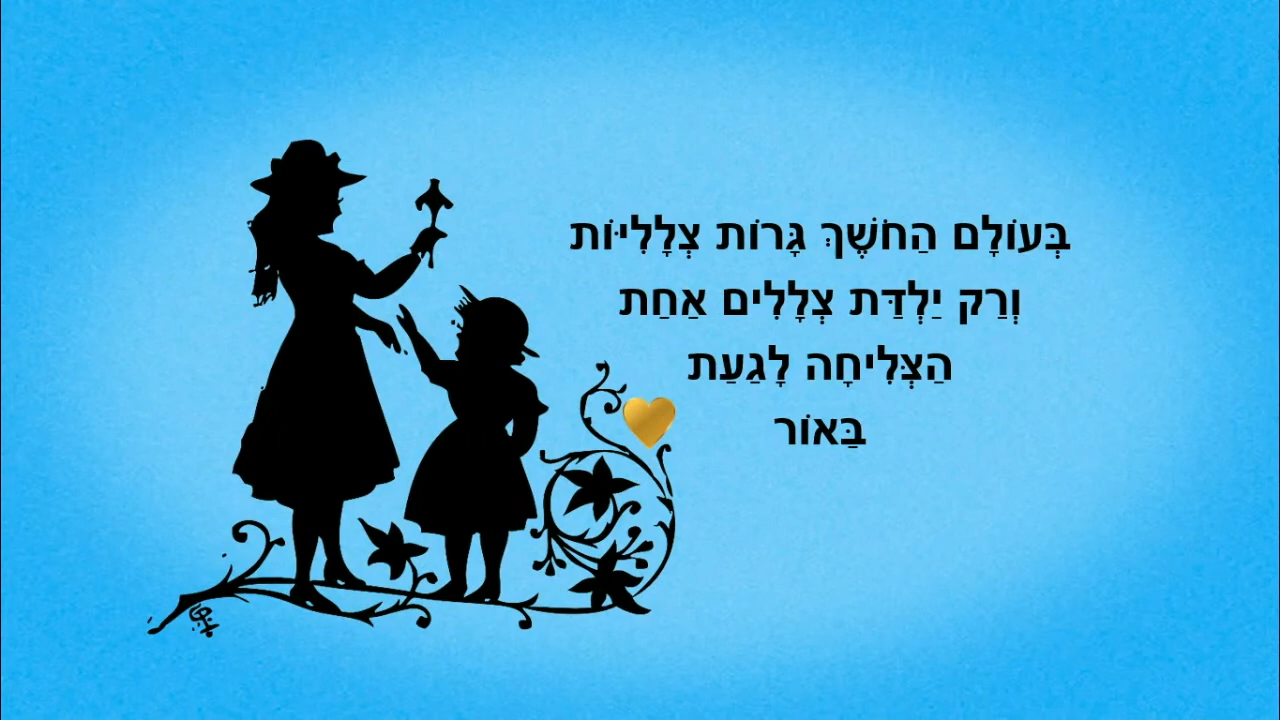 בְּעוֹלָם הַחֹשֶׁךְ גָּרוֹת צְלָלִיּוֹת
וְרַק יַלְדַּת צְלָלִים אַחַת
הַצְּלִיחָה לָגַעַת
בַּאוֹר